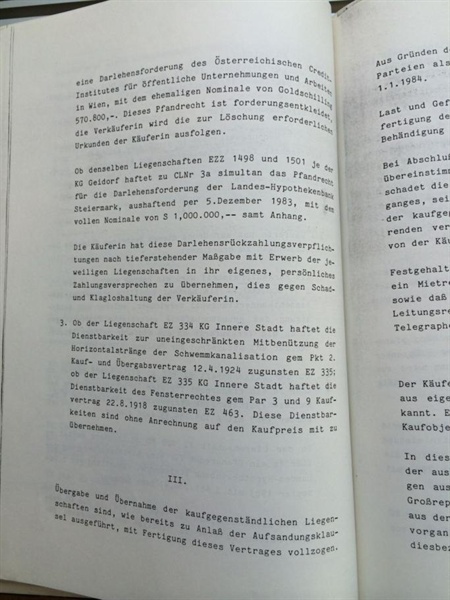 eine Darlehensforderung des Österreichischen Credit-
Institutes für öffentliche Unternehmungen und Arbeiten
in Wien, mit dem ehemaligen Nominale von Goldschilling
570.800,-. Dieses Pfandrecht ist forderungsentkleidet,
die Verkäuferin wird die zur Löschung erforderlichen
Urkunden der Käuferin ausfolgen.
Ob denselben Liegenschaften EZZ 1498 und 1501 je der
KG Geidorf haftet zu CLNr 3a simultan das Pfandrecht
für die Darlehensforderung der Landes-Hypothekenbank
Steiermark, aushaftend per 5.Dezember 1983, mit dem
vollen Nominale von S 1,000.000,-- samt Anhang.
Die Käuferin hat diese Darlehensrückzahlungsverpflich-
tungen nach tieferstehender Maßgabe mit Erwerb der je-
weiligen Liegenschaften in ihr eigenes, persönliches
Zahlungsversprechen zu übernehmen, dies gegen Schad-
und Klagloshaltung der Verkäuferin.
3. Ob der Liegenschaft EZ 334 KG Innere Stadt haftet die
Dienstbarkeit zur uneingeschränkten Mitbenützung der
Horizontalstränge der Schwemmkanalisation gem Pkt 2.
Kauf- und Übergabsvertrag 12.4.1924 zugunsten EZ 335;
ob der Liegenschaft EZ 335 KG Innere Stadt haftet die
Dienstbarkeit des Fensterrechtes gem Par 3 und 9 Kauf-
vertrag 22.8.1918 zugunsten EZ 463. Diese Dienstbar-
keiten sind ohne Anrechnung auf den Kaufpreis mit zu
übernehmen.
III.
Übergabe und Übernahme der kaufgegenständlichen Liegen-
schaften sind, wie bereits zu Anlaß der Aufsandungsklau-
sel ausgeführt, mit Fertigung dieses Vertrages vollzogen.
Aus Gründen de
Parteien als
1.1.1984.
Last und Gef
fertigung de
Behändigung
Bei Abschluß
übereinstimm
schadet die
ganges, sei
der kaufgeg
renden ver
von der Käu
Festgehalt
ein Mietre
sowie daß
Leitungsre
Telegraphe
Der Käufe
aus eige
kannt. E
Kaufobje
In dies
der aus
gen aus
Großrep
aus der
vorgan
diesbez